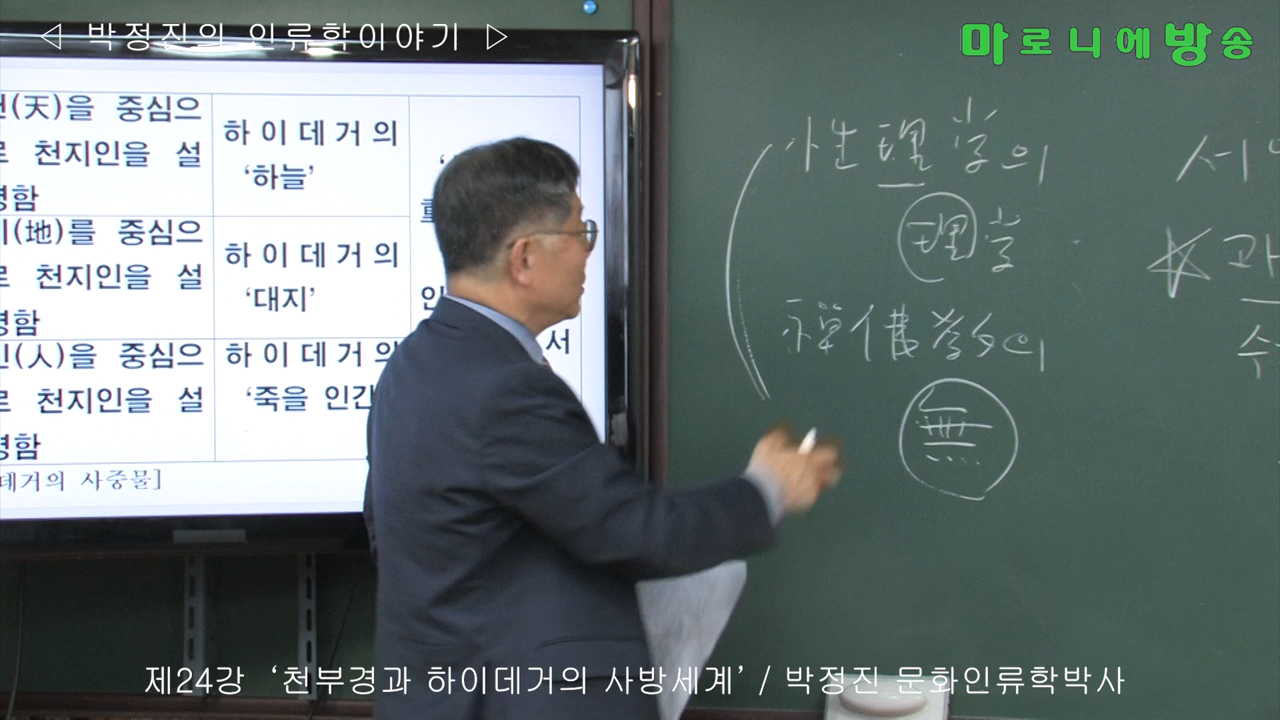 ◁ 박정진의 인류학이야기 ▷
마로니에방송
(天)을 중심으
로 천지인을 설
명함
하이데거의
‘하늘’
(地)를 중심으
로 천지인을 설
명함
하이데거의
‘대지’
(人)을 중심으
로 천지인을 설
명함
하이데거의
‘죽을 인간
서
데거의 사중물]
性理学의
理学
禪佛教의
無
서
과
수
제24강 ‘천부경과 하이데거의 사방세계’ / 박정진 문화인류학박사